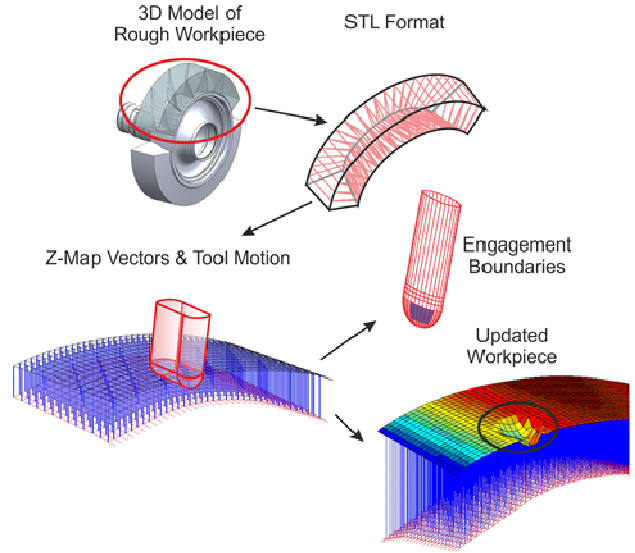 3D Model of
Rough Workpiece
STL Format
Z-Map Vectors & Tool Motion
Engagement
Boundaries
Updated
Workpiece